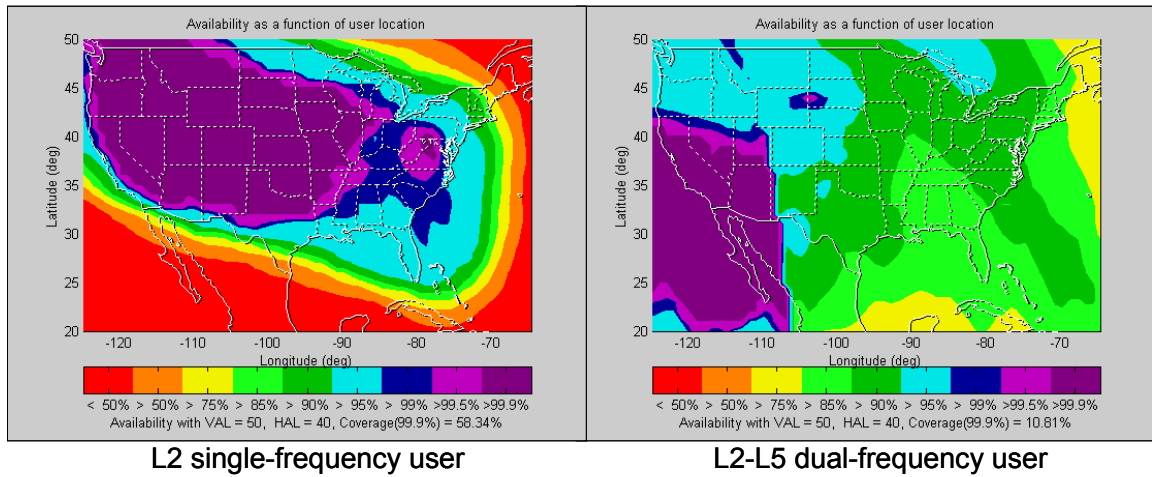 Availability as a function of user location
50
45
40
35
30
25
20
Latitude (deg)
-120 -110 -100 -90 -80 -70
Longitude (deg)
< 50% > 50% > 75% > 85% > 90% > 95% > 99% >99.5% >99.9%
Availability with VAL = 50, HAL = 40, Coverage(99.9%) = 58.34%
L2 single-frequency user
Availability as a function of user location
50
45
40
35
30
25
20
Latitude (deg)
-120 -110 -100 -90 -80 -70
Longitude (deg)
< 50% > 50% > 75% > 85% > 90% > 95% > 99% >99.5% >99.9%
Availability with VAL = 50, HAL = 40, Coverage(99.9%) = 10.81%
L2-L5 dual-frequency user